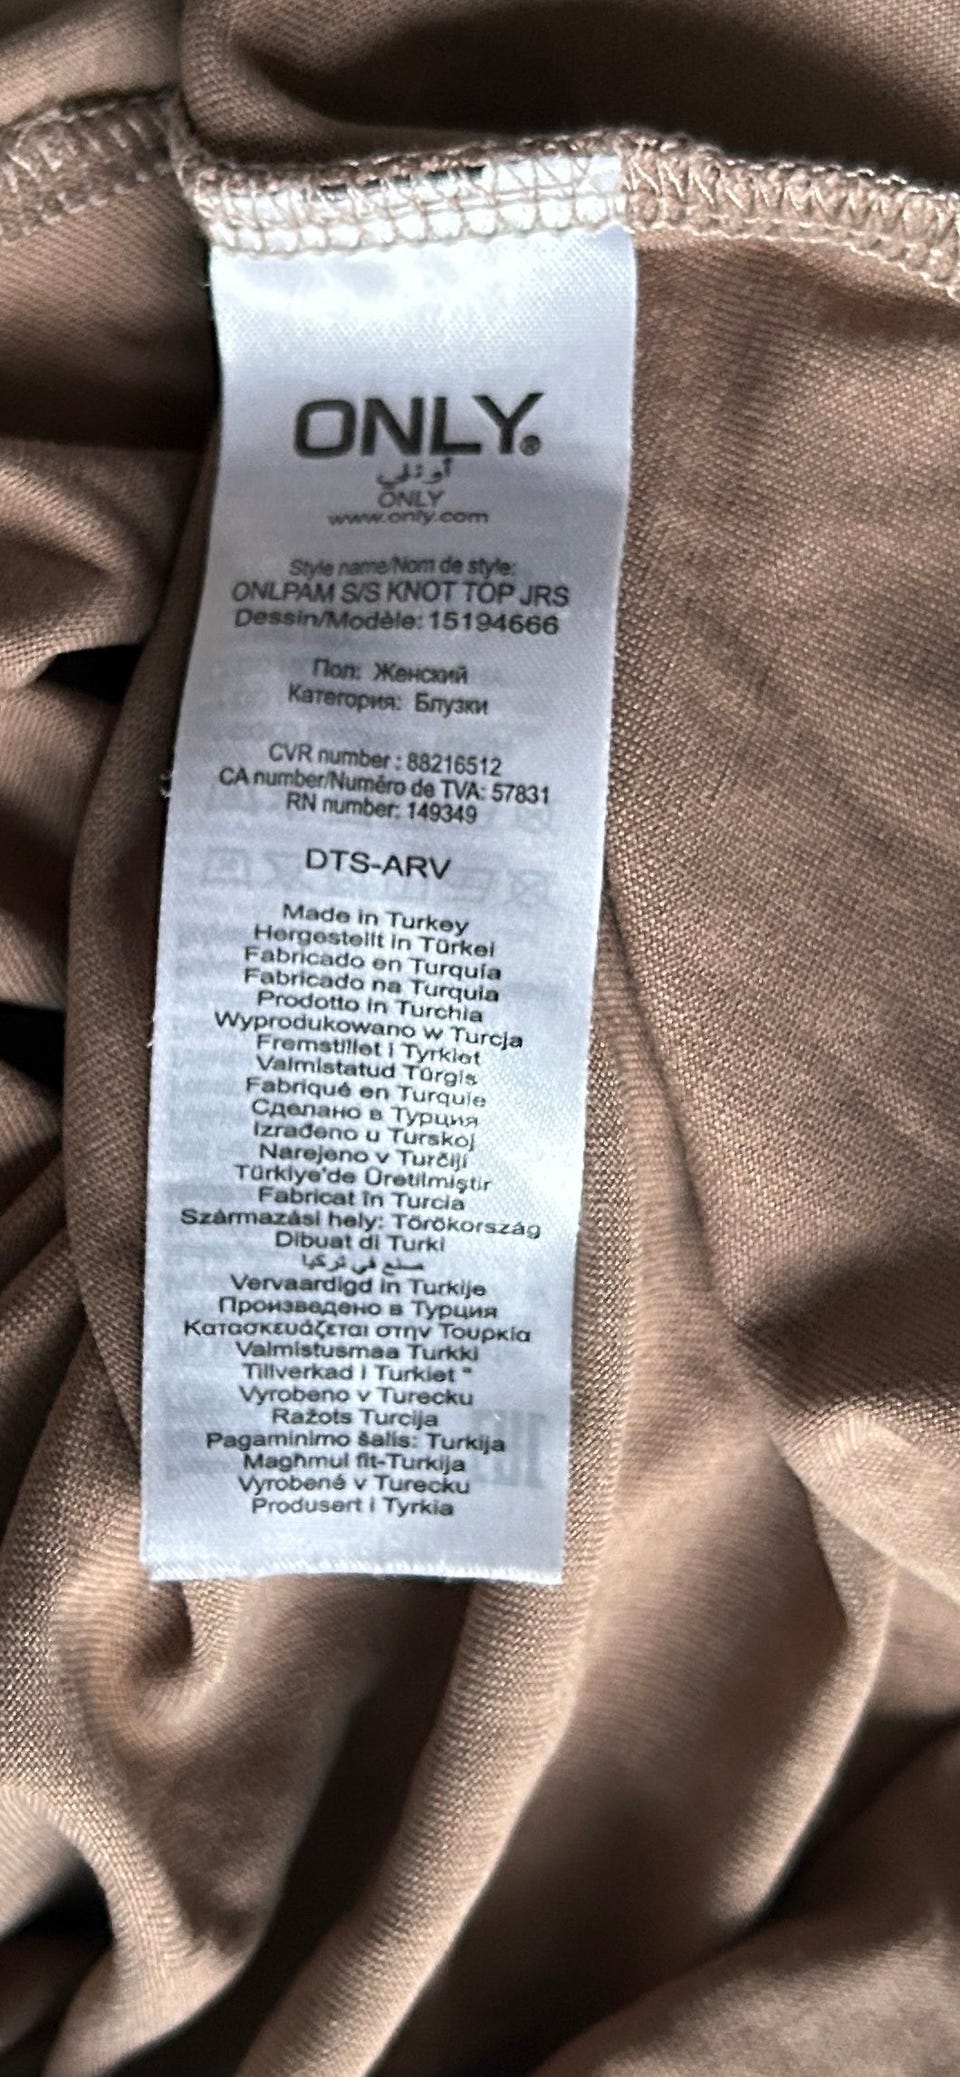 ONLY®
أونلي
ONLY
www.only.com
Style name/Nom de style:
ONLPAM S/S KNOT TOP JRS
Dessin/Modèle: 15194666
Пол: Женский
Категория: Блузки
CVR number : 88216512
CA number/Numéro de TVA: 57831
RN number: 149349
DTS-ARV
Made in Turkey
Hergestellt in Türkei
Fabricado en Turquía
Fabricado na Turquia
Prodotto in Turchia
Wyprodukowano w Turcja
Fremstillet i Tyrkiet
Valmistatud Türgis
Fabriqué en Turquie
Сделано в Турция
Izrađeno u Turskoj
Narejeno v Turčiji
Türkiye'de Üretilmiştir
Fabricat în Turcia
Származási hely: Törökország
Dibuat di Turki
صنع في تركيا
Vervaardigd in Turkije
Произведено в Турция
Κατασκευάζεται στην Τουρκία
Valmistusmaa Turkki
Tillverkad i Turkiet "
Vyrobeno v Turecku
Ražots Turcija
Pagaminimo šalis: Turkija
Maghmul fit-Turkija
Vyrobené v Turecku
Produsert i Tyrkia